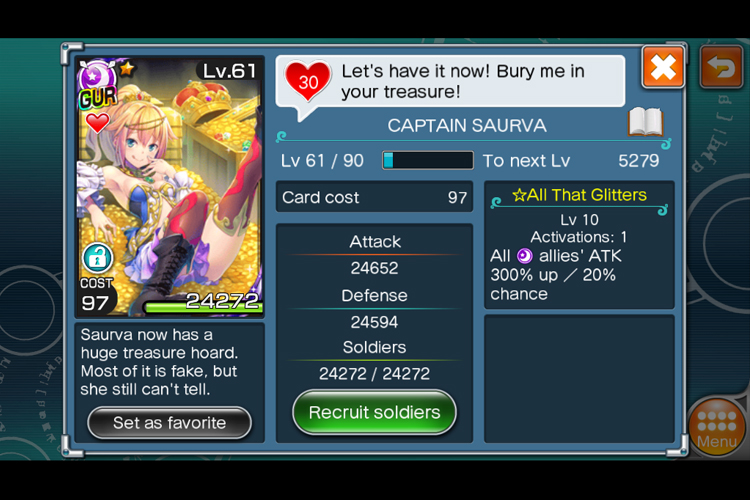 Lv.61
GUR
COST
97
24272
Saurva now has a
huge treasure hoard.
Most of it is fake, but
she still can't tell.
Set as favorite
30
Let's have it now! Bury me in
your treasure!
CAPTAIN SAURVA
Lv 61 / 90
To next Lv 5279
Card cost 97
Attack
24652
Defense
24594
Soldiers
24272 / 24272
Recruit soldiers
☆All That Glitters
Lv 10
Activations: 1
All allies' ATK
300% up ／ 20%
chance
Menu